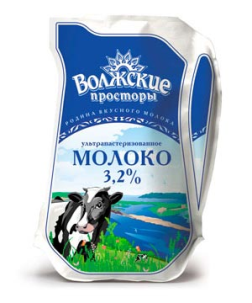 Волжские
просторы
РОДИНА ВКУСНОГО МОЛОКА
ультрапастеризованное
МОЛОКО
3,2%